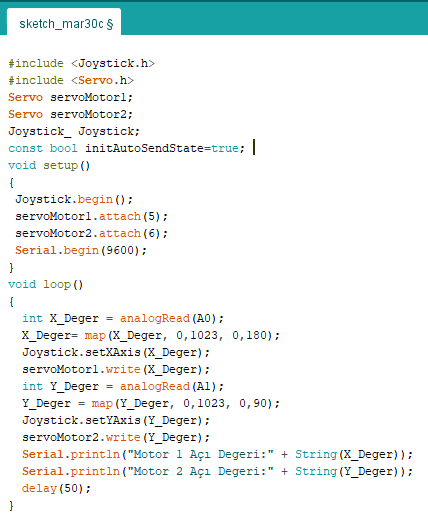 sketch_mar30c §
#include <Joystick.h>
#include <Servo.h>
Servo servoMotor1;
Servo servoMotor2;
Joystick_ Joystick;
const bool initAutoSendState=true;
void setup()
{
Joystick.begin();
servoMotor1.attach(5);
servoMotor2.attach(6);
Serial.begin(9600);
}
void loop()
{
int X_Deger = analogRead(A0);
X_Deger= map(X_Deger, 0,1023, 0,180);
Joystick.setXAxis(X_Deger);
servoMotor1.write(X_Deger);
int Y_Deger = analogRead(A1);
Y_Deger = map(Y_Deger, 0,1023, 0,90);
Joystick.setYAxis(Y_Deger);
servoMotor2.write(Y_Deger);
Serial.println("Motor 1 Açı Degeri:" + String(X_Deger));
Serial.println("Motor 2 Açı Degeri:" + String(Y_Deger));
delay(50);
}